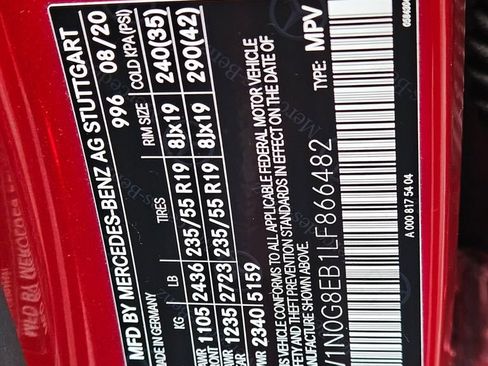 MFD BY MERCEDES-BENZ AG STUTTGART
IN GERMANY 996 08/20
KG LB TIRES RIM SIZE COLD KPA(PSI)
1105 2436 235/55 R19 8Jx19 240(35)
FRONT
1235 2723 235/55 R19 8Jx19 290(42)
REAR
2340 5159
VEHICLE CONFORMS TO ALL APPLICABLE FEDERAL MOTOR VEHICLE
SAFETY AND THEFT PREVENTION STANDARDS IN EFFECT ON THE DATE OF
MANUFACTURE SHOWN ABOVE.
W1N0G8EB1LF866482 TYPE: MPV
A 000 817 54 04